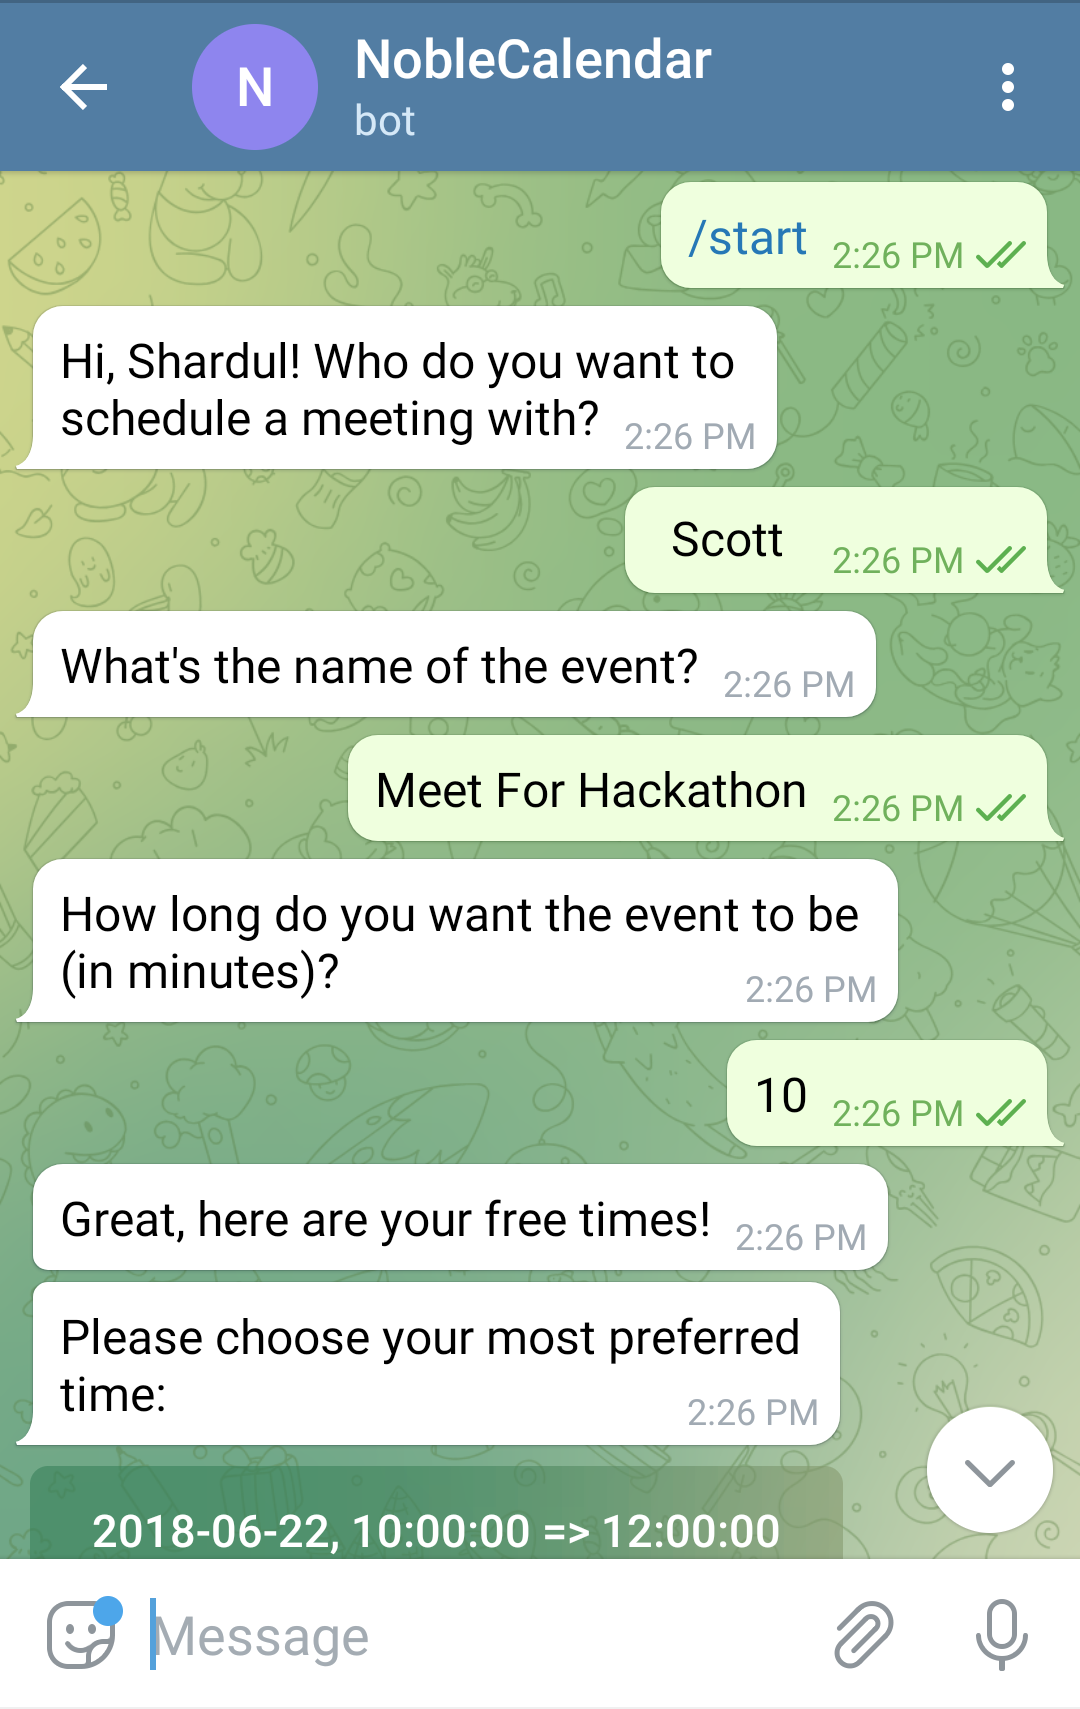 N
NobleCalendar
bot
/start 2:26 PM
Hi, Shardul! Who do you want to
schedule a meeting with? 2:26 PM
Scott 2:26 PM
What's the name of the event? 2:26 PM
Meet For Hackathon 2:26 PM
How long do you want the event to be
(in minutes)? 2:26 PM
10 2:26 PM
Great, here are your free times! 2:26 PM
Please choose your most preferred
time: 2:26 PM
2018-06-22, 10:00:00 => 12:00:00
Message